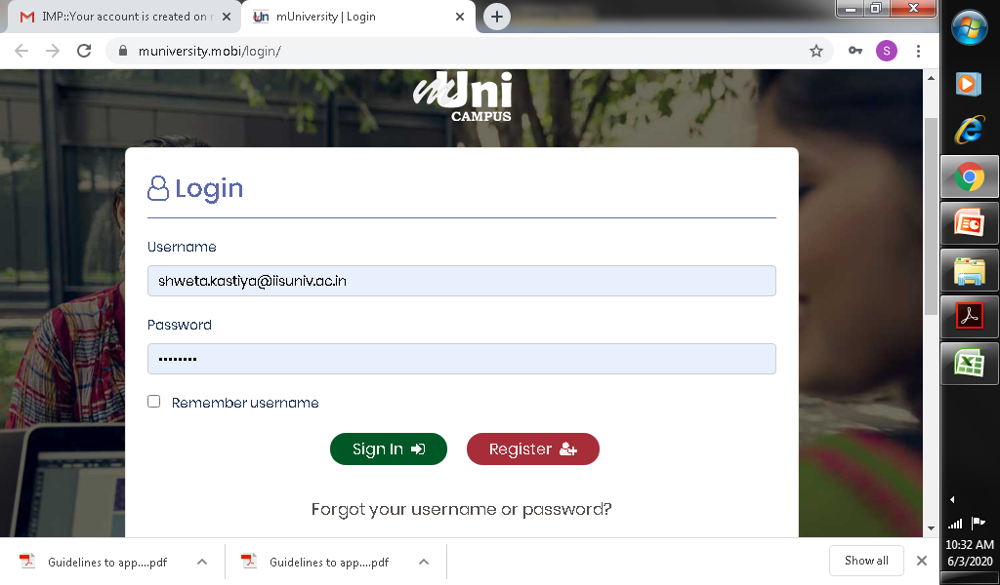 IMP::Your account is created on
mUniversity | Login
muniversity.mobi/login/
S
mUni
CAMPUS
Login
Username
shweta.kastiya@iisuniv.ac.in
Password
••••••••
Remember username
Sign In
Register
Forgot your username or password?
Guidelines to app....pdf
Guidelines to app....pdf
Show all
10:32 AM
6/3/2020